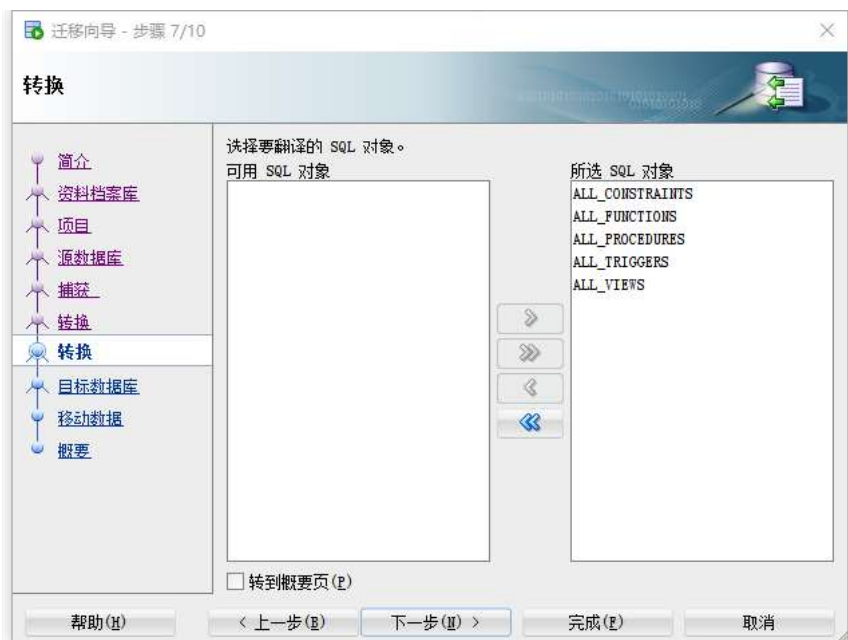 迁移向导 - 步骤 7/10
转换
简介
资料档案库
项目
源数据库
捕获
转换
转换
目标数据库
移动数据
概要
选择要翻译的 SQL 对象。
可用 SQL 对象
所选 SQL 对象
ALL_CONSTRAINTS
ALL_FUNCTIONS
ALL_PROCEDURES
ALL_TRIGGERS
ALL_VIEWS
转到概要页(P)
帮助(H)
< 上一步(B)
下一步(N) >
完成(F)
取消